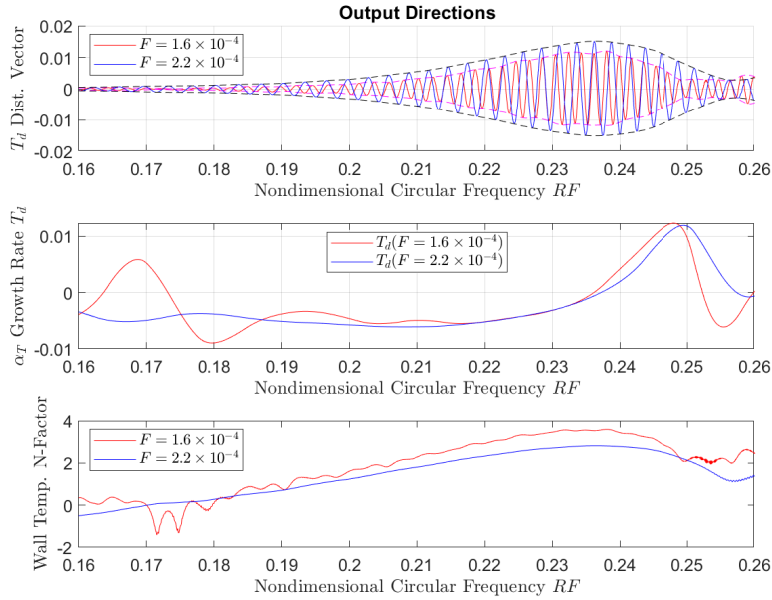 Output Directions
T_d Dist. Vector
0.02
0.01
0
-0.01
-0.02
F = 1.6 × 10⁻⁴
F = 2.2 × 10⁻⁴
0.16 0.17 0.18 0.19 0.2 0.21 0.22 0.23 0.24 0.25 0.26
Nondimensional Circular Frequency RF
α_T Growth Rate T_d
0.01
0
-0.01
T_d(F = 1.6 × 10⁻⁴)
T_d(F = 2.2 × 10⁻⁴)
0.16 0.17 0.18 0.19 0.2 0.21 0.22 0.23 0.24 0.25 0.26
Wall Circular Frequency RF
Wall Temp. N-Factor
4
2
0
-2
F = 1.6 × 10⁻⁴
F = 2.2 × 10⁻⁴
0.16 0.17 0.18 0.19 0.2 0.21 0.22 0.23 0.24 0.25 0.26
Nondimensional Circular Frequency RF